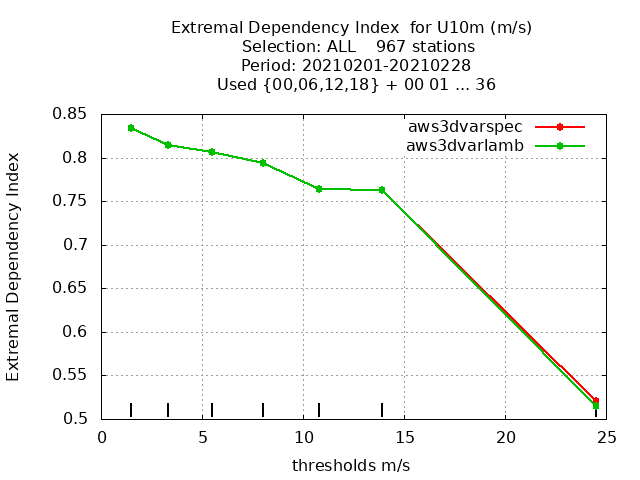 Extremal Dependency Index  for U10m (m/s)
Selection: ALL    967 stations
Period: 20210201-20210228
Used {00,06,12,18} + 00 01 ... 36
aws3dvarspec
aws3dvarlamb
Extremal Dependency Index
0.85
0.8
0.75
0.7
0.65
0.6
0.55
0.5
0 5 10 15 20 25
thresholds m/s